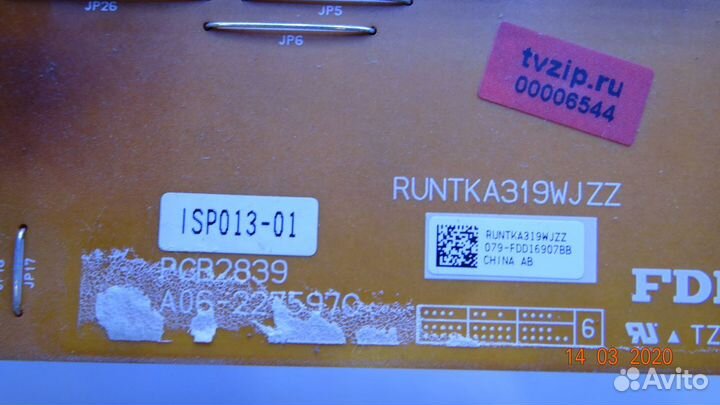 JP26
JP5
JP6
tvzip.ru
00006544
RUNTKA319WJZZ
ISP013-01
RUNTKA319WJZZ
079-FDD16907BB
CHINA AB
PCB2839
JP17
FD
6
TZ
14 03 2020
Avito